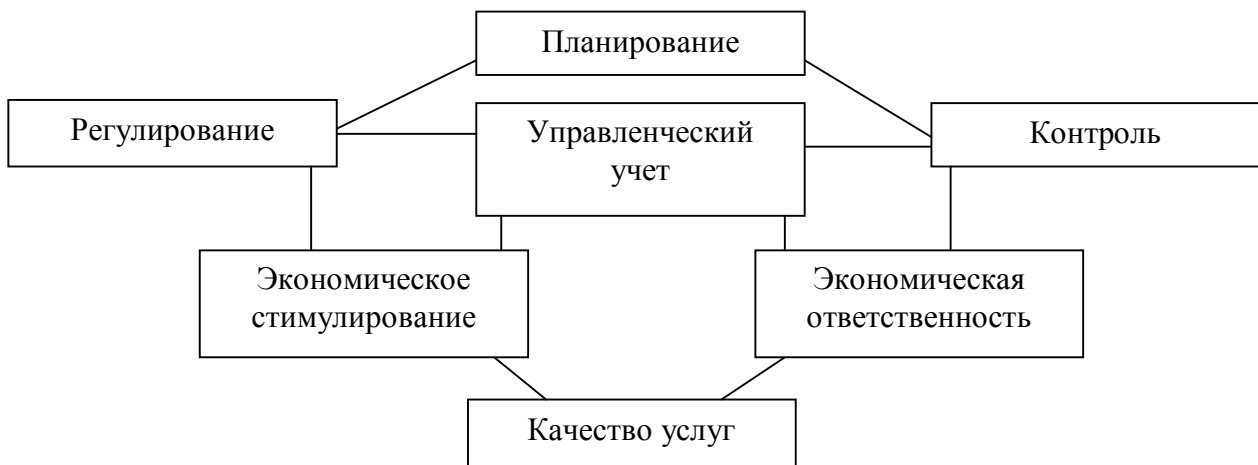 Планирование
Регулирование
Управленческий
учет
Контроль
Экономическое
стимулирование
Экономическая
ответственность
Качество услуг